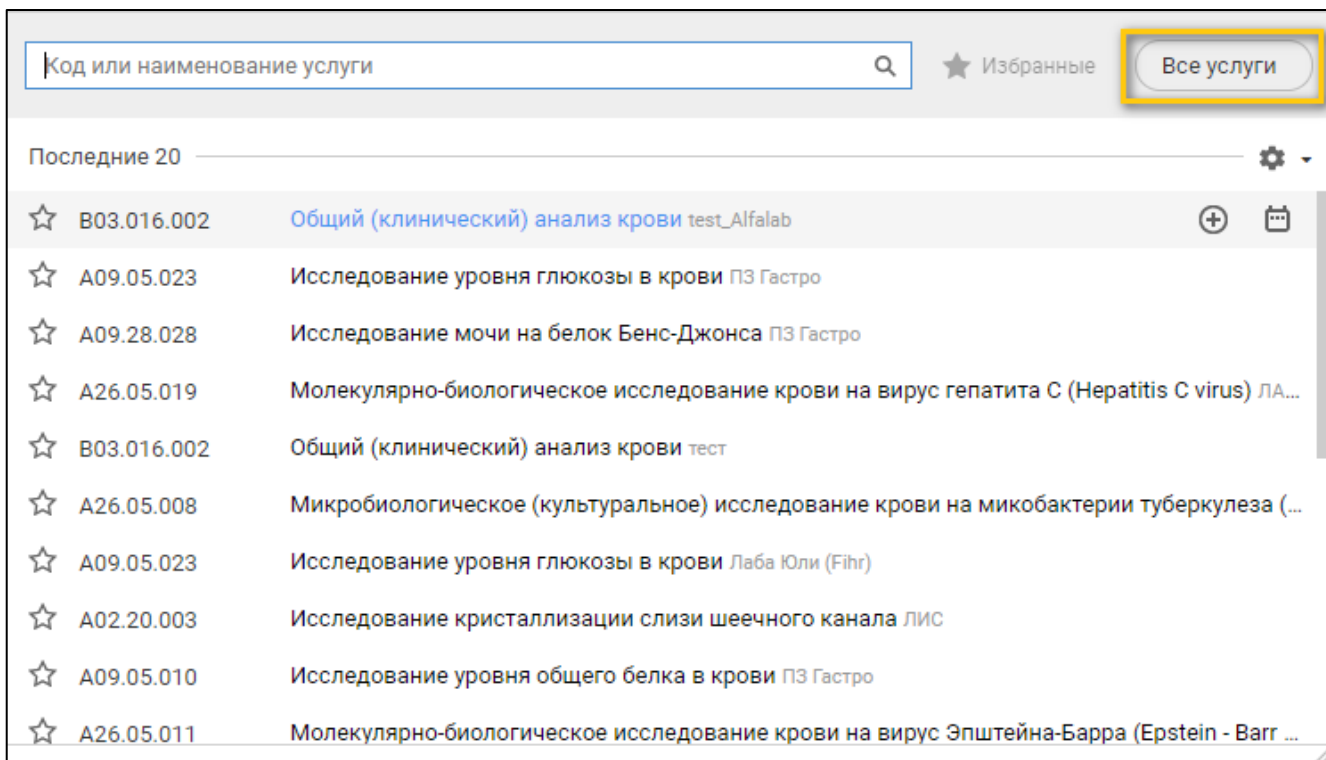 Код или наименование услуги Избранные Все услуги
Последние 20
B03.016.002 Общий (клинический) анализ крови test_Alfalab
A09.05.023 Исследование уровня глюкозы в крови ПЗ Гастро
A09.28.028 Исследование мочи на белок Бенс-Джонса ПЗ Гастро
A26.05.019 Молекулярно-биологическое исследование крови на вирус гепатита C (Hepatitis C virus) ЛА...
B03.016.002 Общий (клинический) анализ крови тест
A26.05.008 Микробиологическое (культуральное) исследование крови на микобактерии туберкулеза (...
A09.05.023 Исследование уровня глюкозы в крови Лаба Юли (Fihr)
A02.20.003 Исследование кристаллизации слизи шеечного канала ЛИС
A09.05.010 Исследование уровня общего белка в крови ПЗ Гастро
A26.05.011 Молекулярно-биологическое исследование крови на вирус Эпштейна-Барра (Epstein - Barr ...